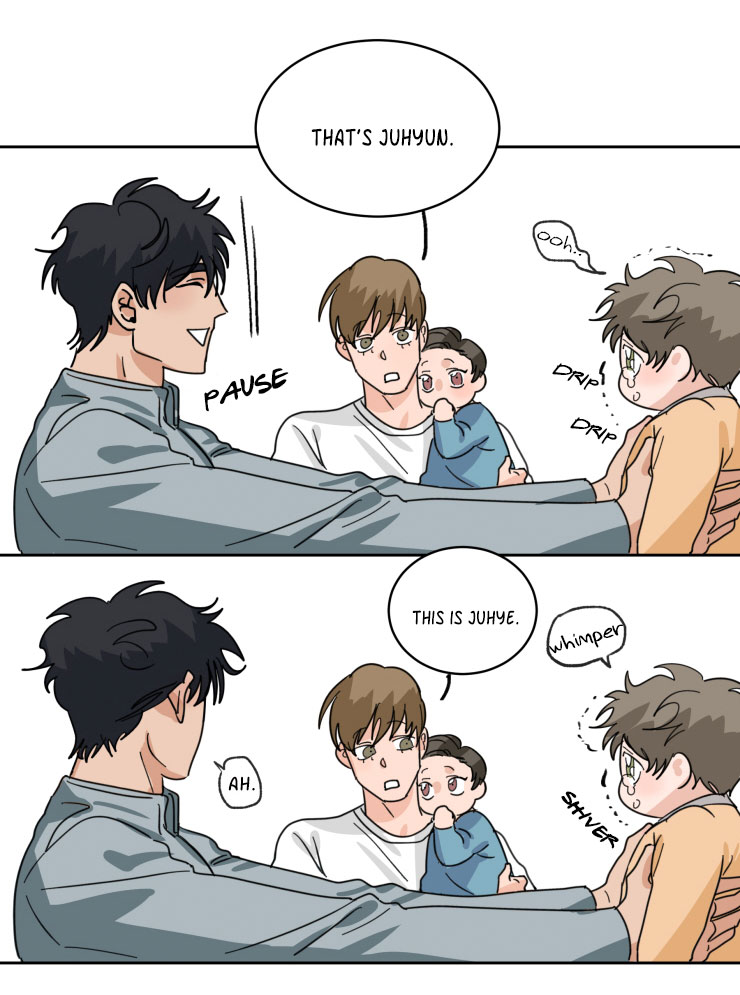 THAT'S JUHYUN.
ooh..
PAUSE
DRIP
DRIP
THIS IS JUHYE.
whimper
AH.
SHIVER